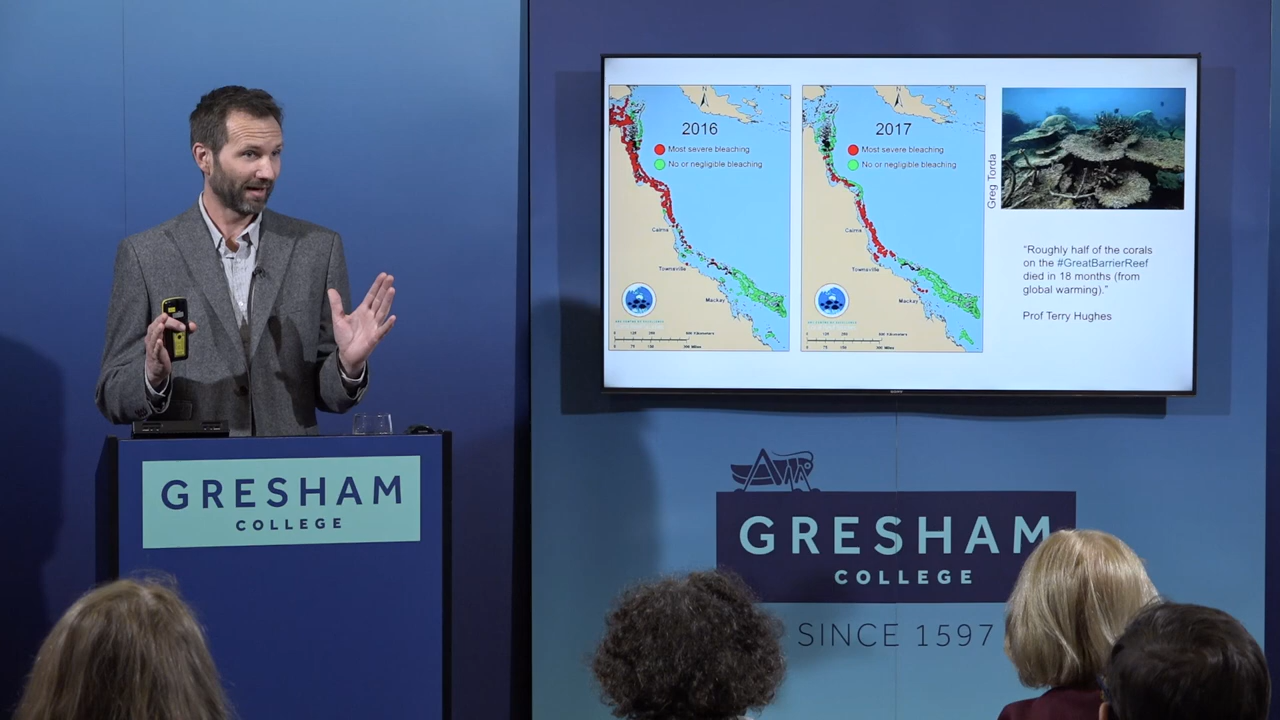 2016
Most severe bleaching
No or negligible bleaching
Cairns
Townsville
Mackay
2017
Most severe bleaching
No or negligible bleaching
Cairns
Townsville
Mackay
Greg Torda
"Roughly half of the corals
on the #GreatBarrierReef
died in 18 months (from
global warming)."
Prof Terry Hughes
GRESHAM
COLLEGE
GRESHAM
COLLEGE
SINCE 1597